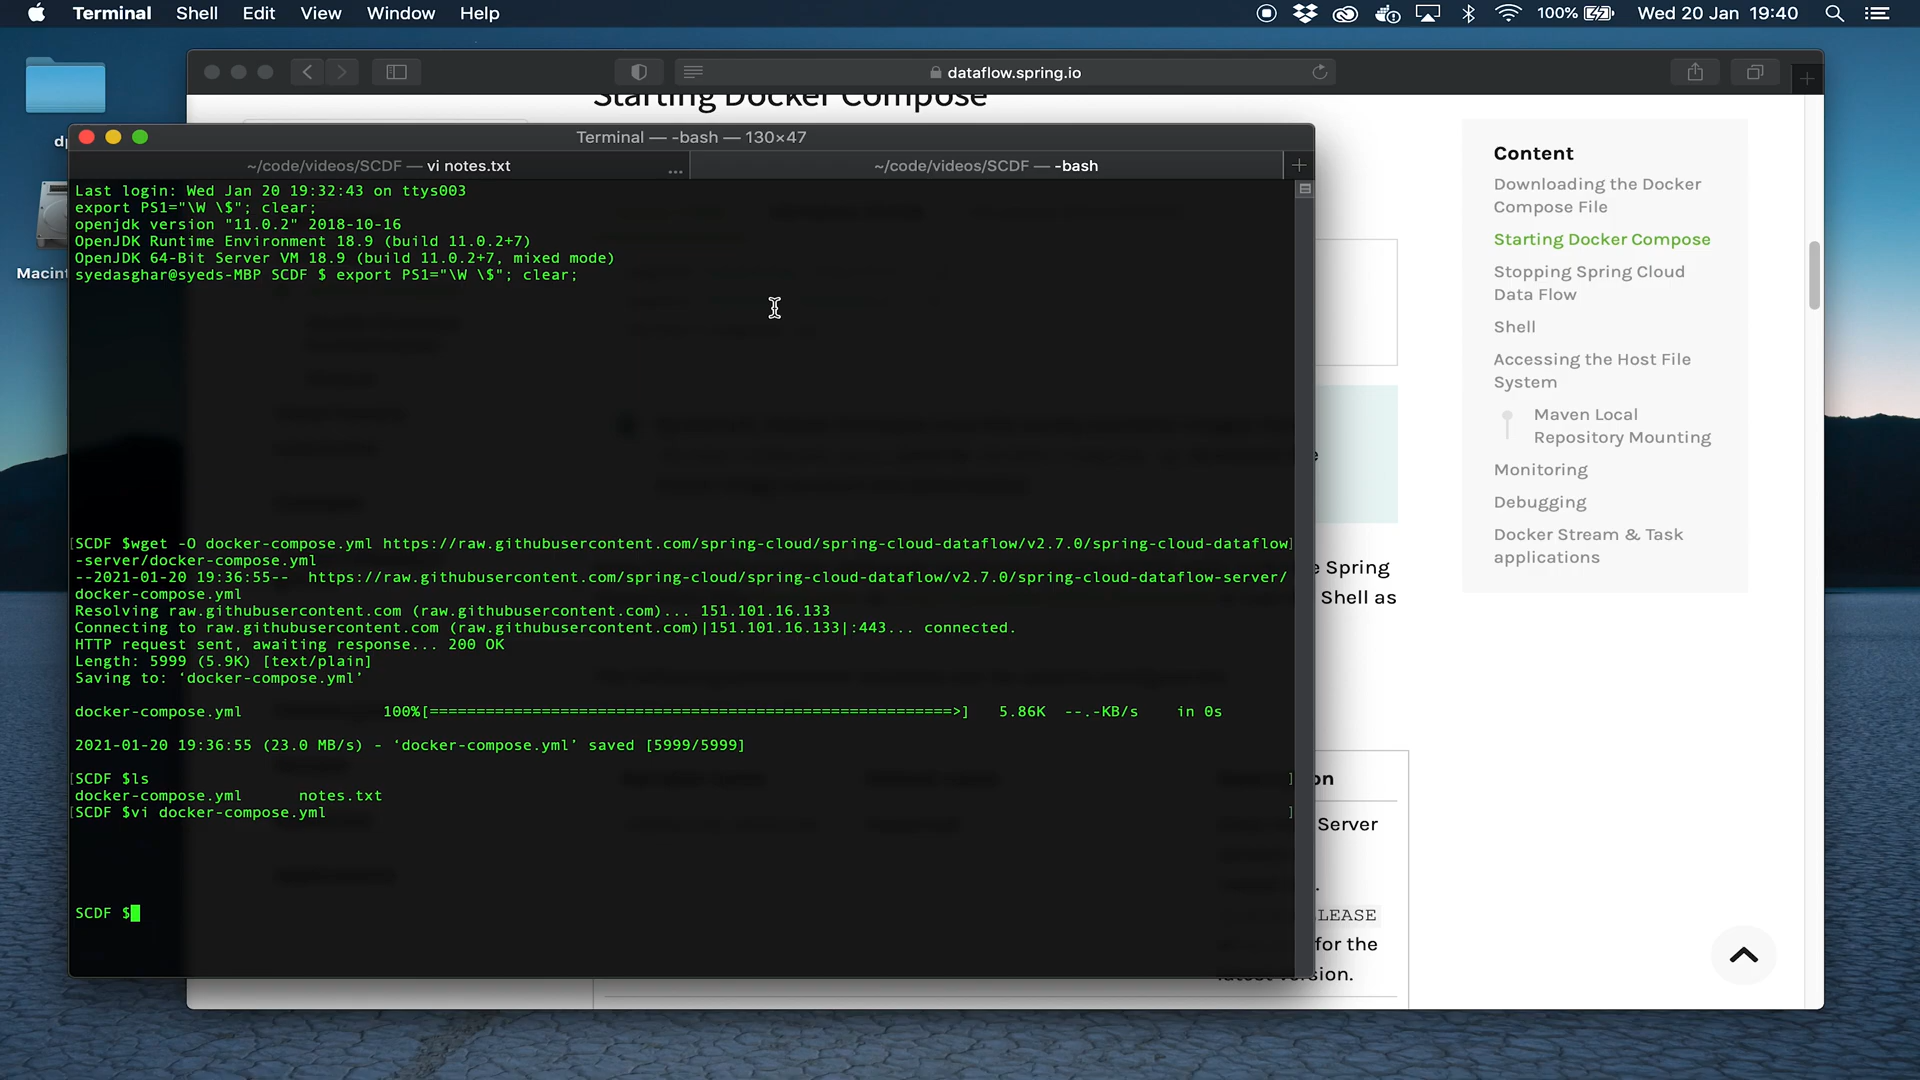 Terminal Shell Edit View Window Help
100% Wed 20 Jan 19:40
dataflow.spring.io
Starting Docker Compose
Terminal — -bash — 130×47
~/code/videos/SCDF — vi notes.txt ...
~/code/videos/SCDF — -bash
Last login: Wed Jan 20 19:32:43 on ttys003
export PS1="\W \$"; clear;
openjdk version "11.0.2" 2018-10-16
OpenJDK Runtime Environment 18.9 (build 11.0.2+7)
OpenJDK 64-Bit Server VM 18.9 (build 11.0.2+7, mixed mode)
syedasghar@syeds-MBP SCDF $ export PS1="\W \$"; clear;
[SCDF $wget -O docker-compose.yml https://raw.githubusercontent.com/spring-cloud/spring-cloud-dataflow/v2.7.0/spring-cloud-dataflow]
-server/docker-compose.yml
--2021-01-20 19:36:55-- https://raw.githubusercontent.com/spring-cloud/spring-cloud-dataflow/v2.7.0/spring-cloud-dataflow-server/
docker-compose.yml
Resolving raw.githubusercontent.com (raw.githubusercontent.com)... 151.101.16.133
Connecting to raw.githubusercontent.com (raw.githubusercontent.com)|151.101.16.133|:443... connected.
HTTP request sent, awaiting response... 200 OK
Length: 5999 (5.9K) [text/plain]
Saving to: ‘docker-compose.yml’
docker-compose.yml 100%[========================================================>] 5.86K --.-KB/s in 0s
2021-01-20 19:36:55 (23.0 MB/s) - ‘docker-compose.yml’ saved [5999/5999]
[SCDF $ls ]
docker-compose.yml notes.txt
[SCDF $vi docker-compose.yml ]
SCDF $
Content
Downloading the Docker
Compose File
Starting Docker Compose
Stopping Spring Cloud
Data Flow
Shell
Accessing the Host File
System
Maven Local
Repository Mounting
Monitoring
Debugging
Docker Stream & Task
applications
Spring
Shell as
Server
for the
Macint